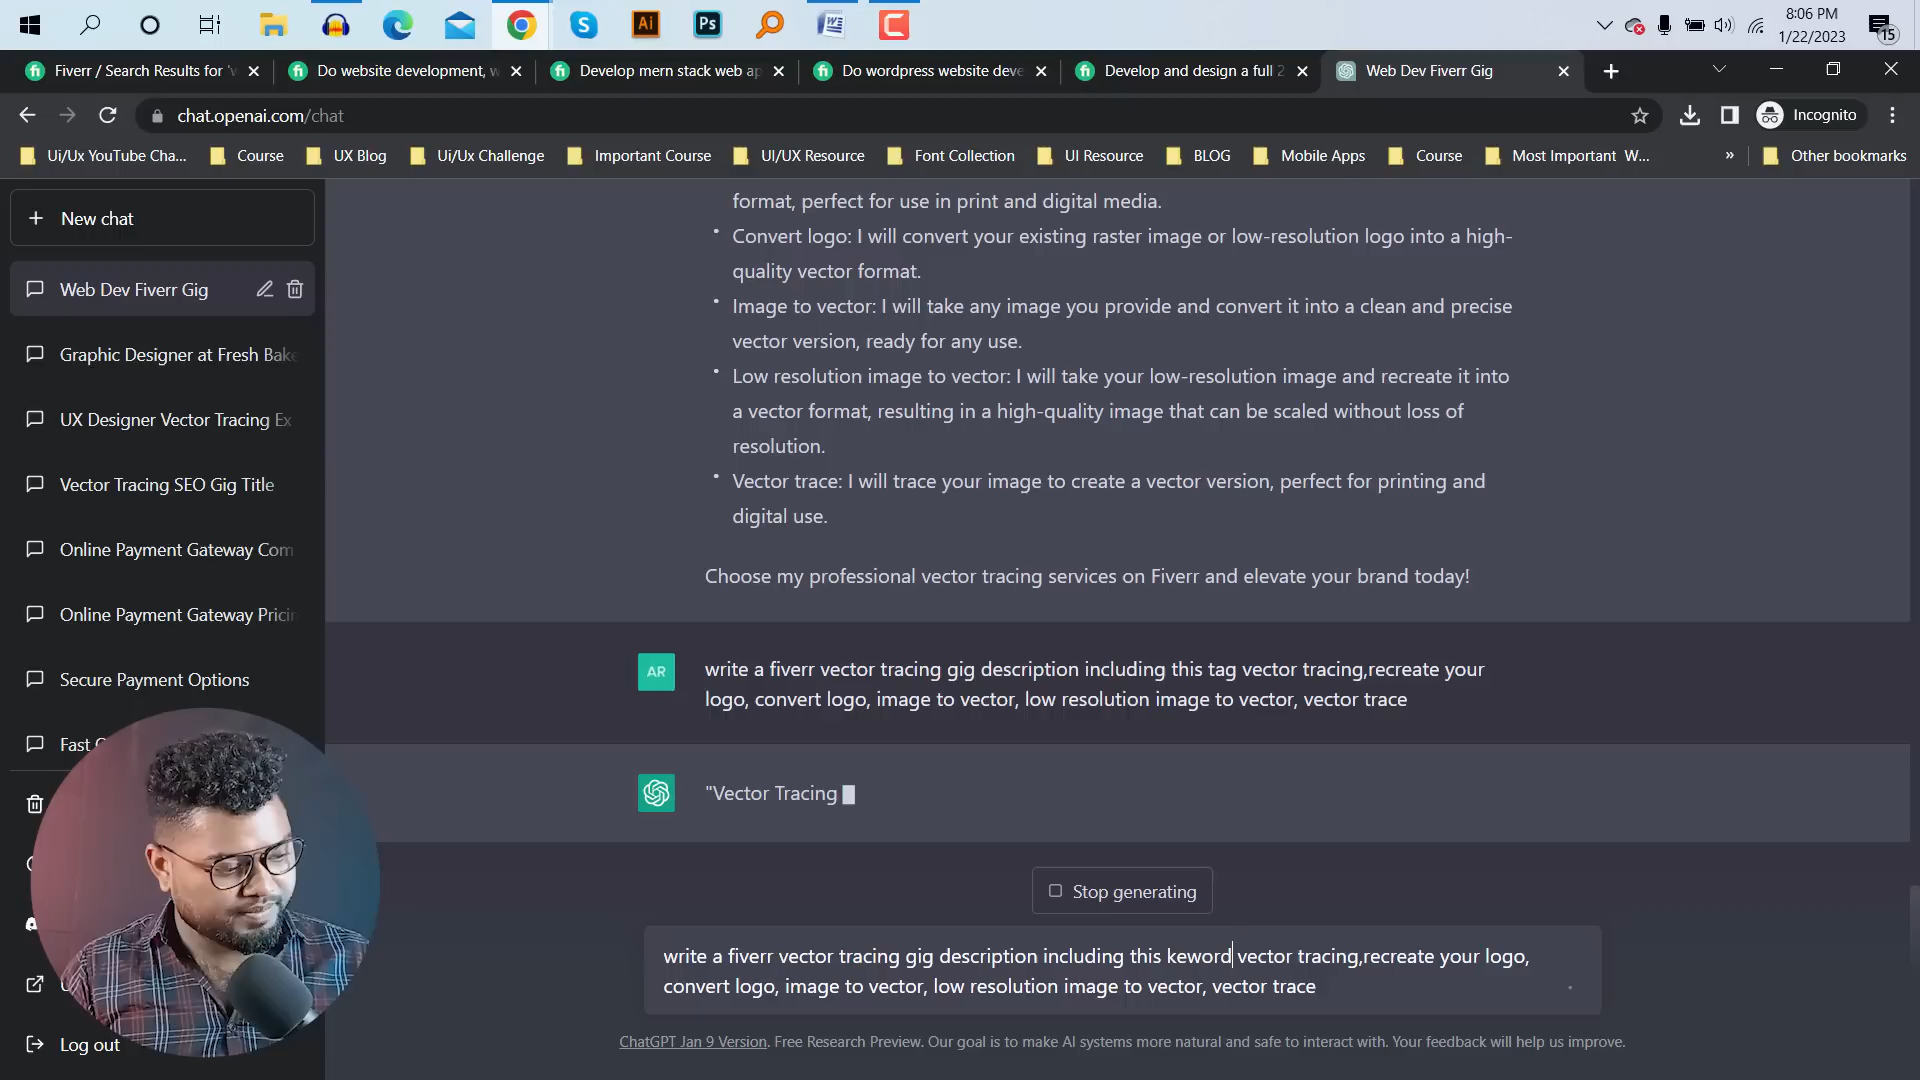 8:06 PM
1/22/2023
15
Ai
Ps
Fiverr / Search Results for 'v
Do website development, w
Develop mern stack web ap
Do wordpress website deve
Develop and design a full 2
Web Dev Fiverr Gig
chat.openai.com/chat
Incognito
Ui/Ux YouTube Cha...
Course
UX Blog
Ui/Ux Challenge
Important Course
UI/UX Resource
Font Collection
UI Resource
BLOG
Mobile Apps
Course
Most Important W...
»
Other bookmarks
New chat
Web Dev Fiverr Gig
Graphic Designer at Fresh Bake
UX Designer Vector Tracing Ex
Vector Tracing SEO Gig Title
Online Payment Gateway Com
Online Payment Gateway Pricin
Secure Payment Options
Fast
Log out
format, perfect for use in print and digital media.
• Convert logo: I will convert your existing raster image or low-resolution logo into a high-
quality vector format.
• Image to vector: I will take any image you provide and convert it into a clean and precise
vector version, ready for any use.
• Low resolution image to vector: I will take your low-resolution image and recreate it into
a vector format, resulting in a high-quality image that can be scaled without loss of
resolution.
• Vector trace: I will trace your image to create a vector version, perfect for printing and
digital use.
Choose my professional vector tracing services on Fiverr and elevate your brand today!
AR
write a fiverr vector tracing gig description including this tag vector tracing,recreate your
logo, convert logo, image to vector, low resolution image to vector, vector trace
"Vector Tracing
Stop generating
write a fiverr vector tracing gig description including this keword vector tracing,recreate your logo,
convert logo, image to vector, low resolution image to vector, vector trace
ChatGPT Jan 9 Version. Free Research Preview. Our goal is to make AI systems more natural and safe to interact with. Your feedback will help us improve.